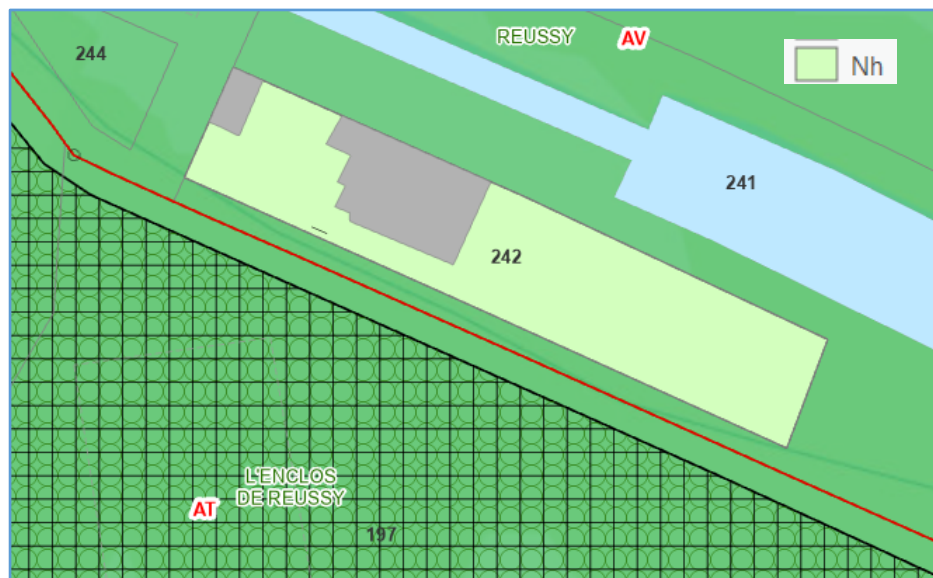 REUSSY AV
244
Nh
241
242
L'ENCLOS
DE REUSSY
AT
197